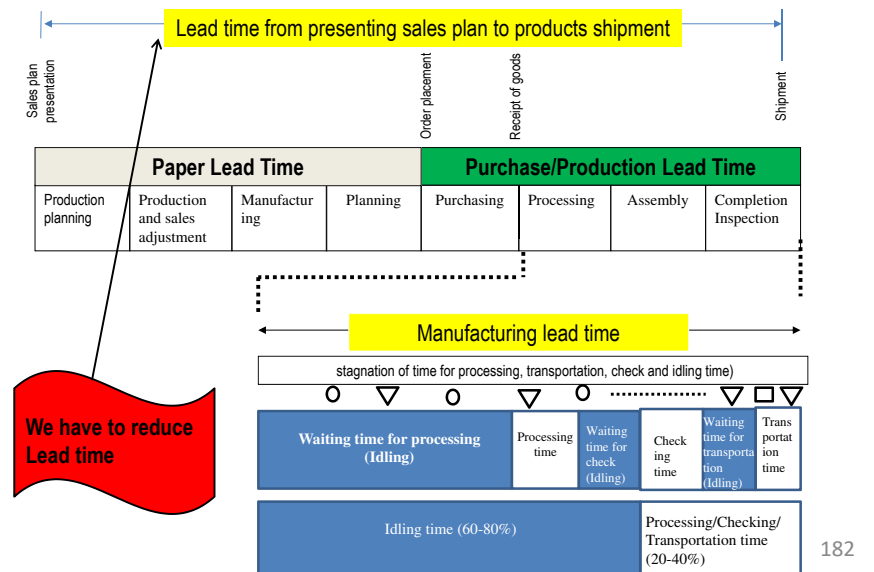 Lead time from presenting sales plan to products shipment
Sales plan
presentation
Order placement
Receipt of goods
Shipment
Paper Lead Time
Purchase/Production Lead Time
Production
planning
Production
and sales
adjustment
Manufactur
ing
Planning
Purchasing
Processing
Assembly
Completion
Inspection
Manufacturing lead time
stagnation of time for processing, transportation, check and idling time)
We have to reduce
Lead time
Waiting time for processing
(Idling)
Processing
time
Waiting
time for
check
(Idling)
Check
ing
time
Waiting
time for
transporta
tion
(Idling)
Trans
portat
ion
time
Idling time (60-80%)
Processing/Checking/
Transportation time
(20-40%)
182